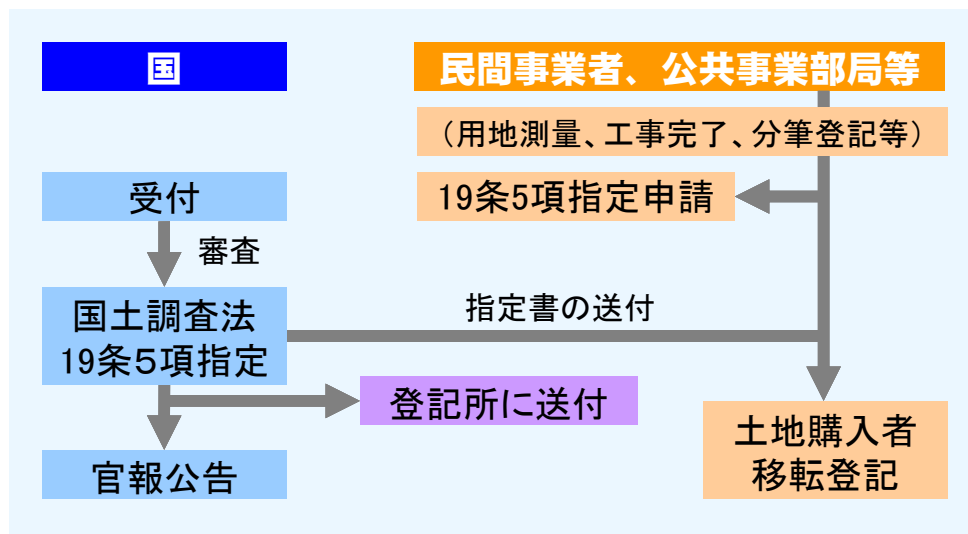 国
民間事業者、公共事業部局等
（用地測量、工事完了、分筆登記等）
受付
19条5項指定申請
審査
国土調査法
19条５項指定
指定書の送付
登記所に送付
土地購入者
移転登記
官報公告